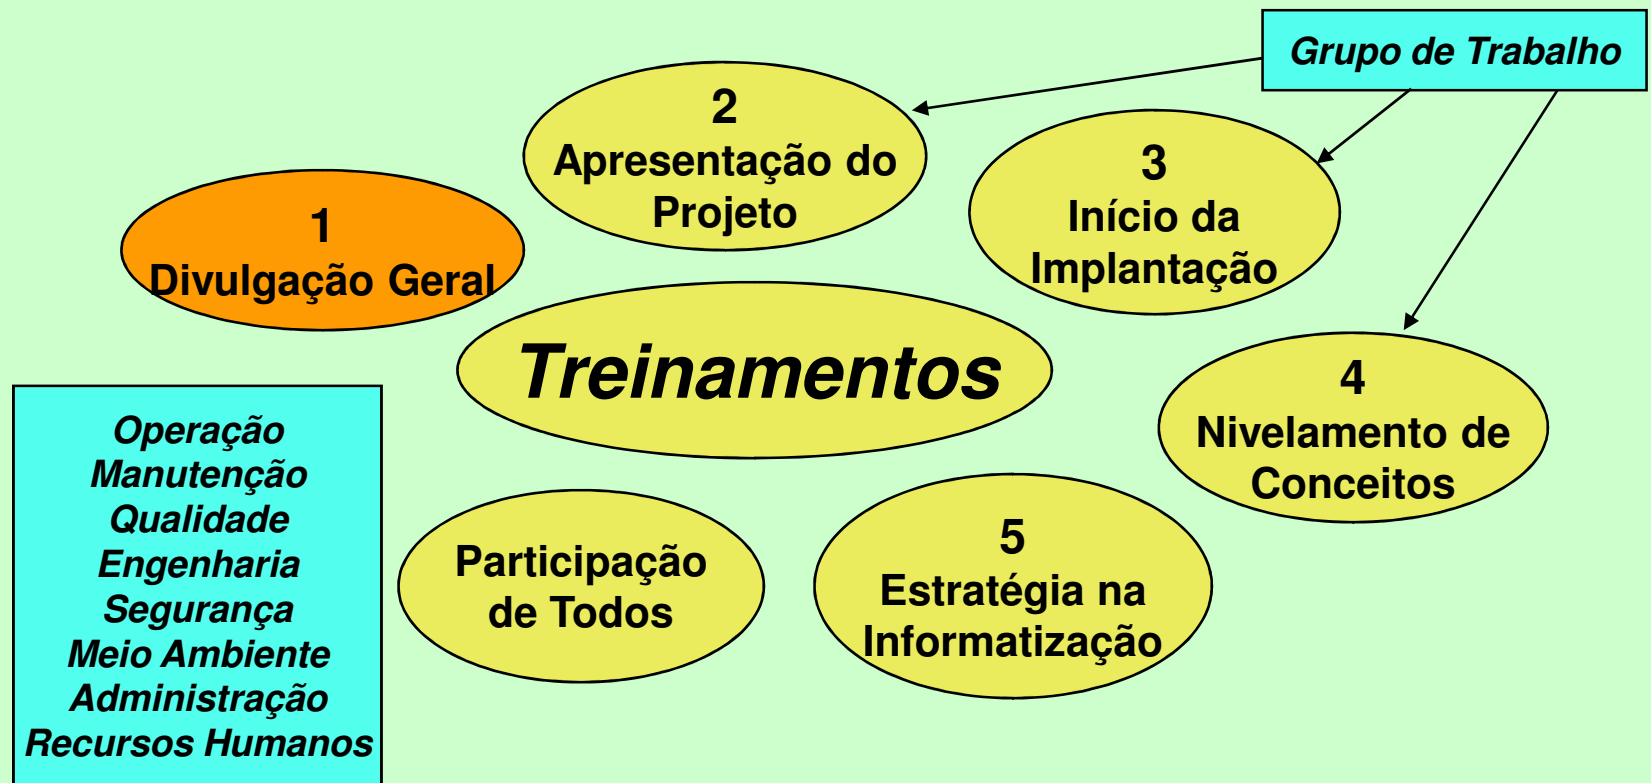 Grupo de Trabalho
2
Apresentação do
Projeto
3
Início da
Implantação
1
Divulgação Geral
Treinamentos
4
Nivelamento de
Conceitos
Operação
Manutenção
Qualidade
Engenharia
Segurança
Meio Ambiente
Administração
Recursos Humanos
Participação
de Todos
5
Estratégia na
Informatização